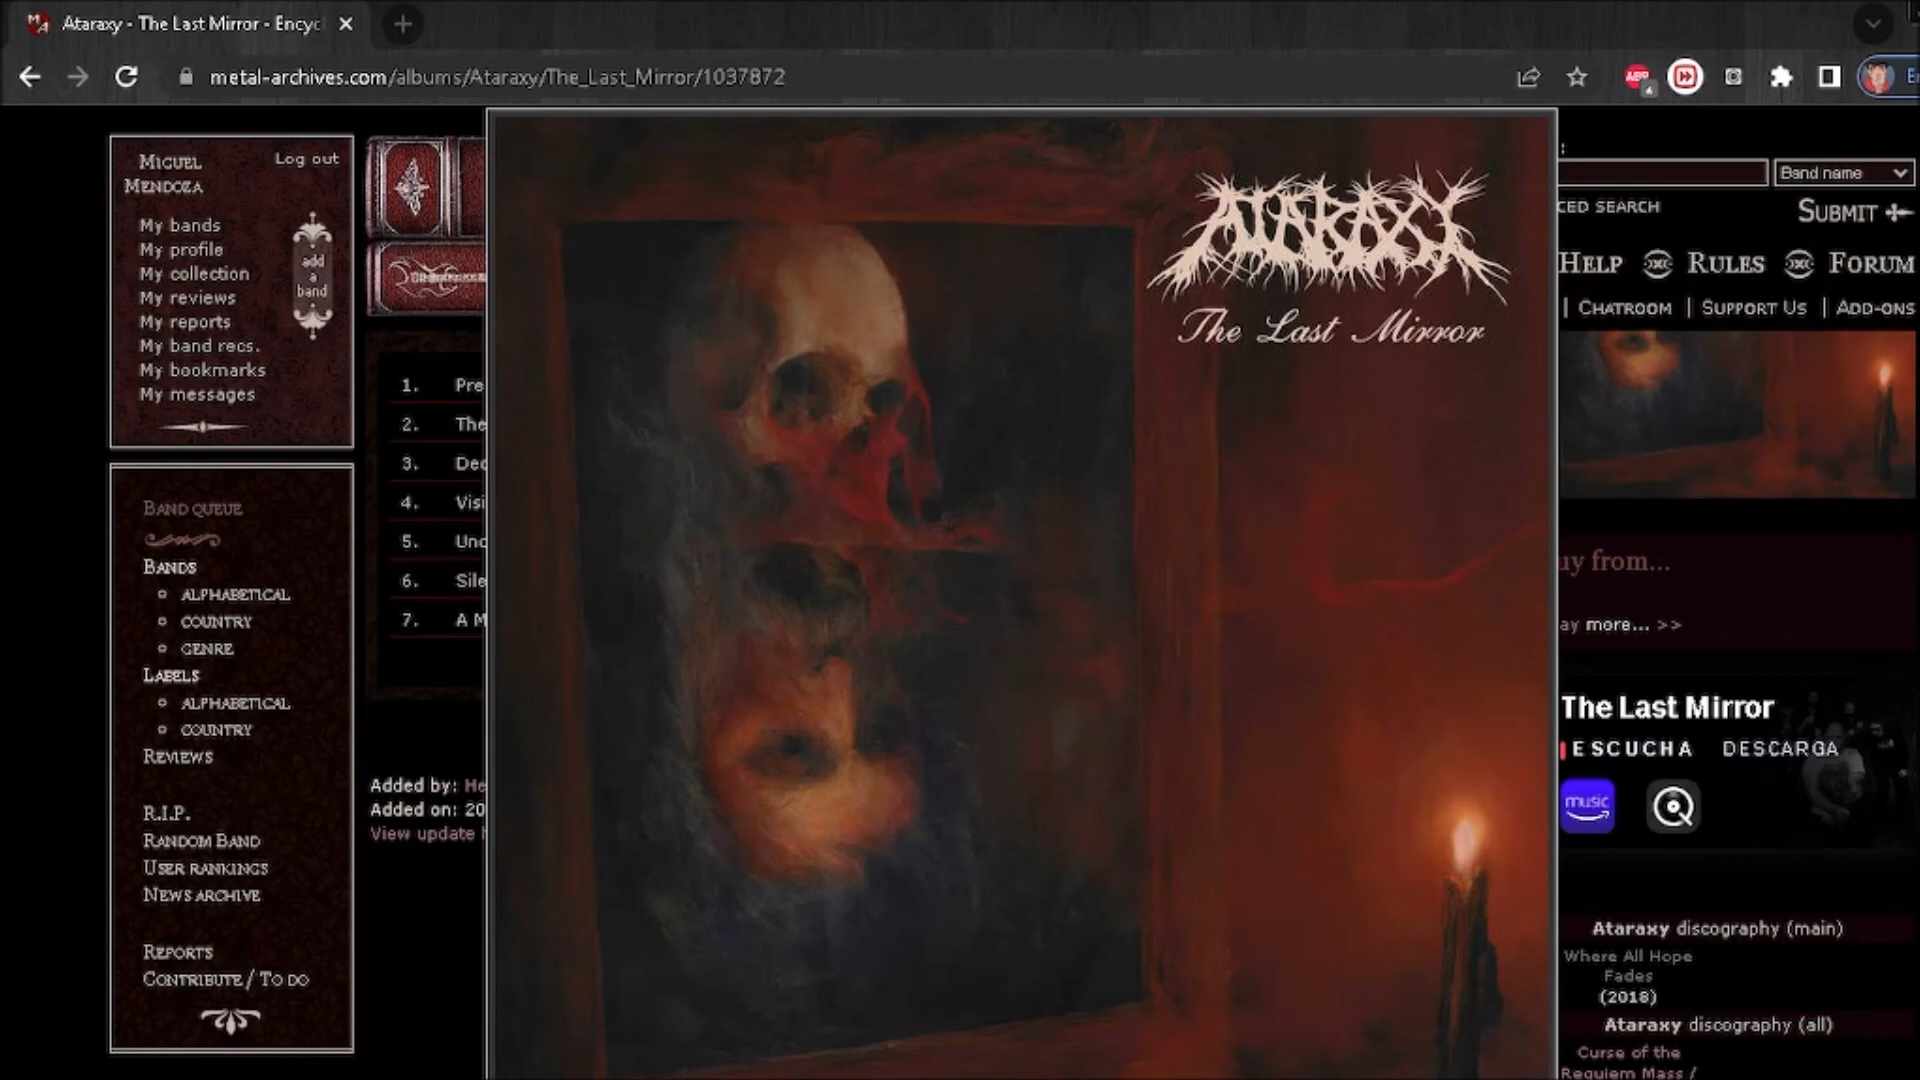 Ataraxy - The Last Mirror - Encyc
metal-archives.com/albums/Ataraxy/The_Last_Mirror/1037872
ABP
4
Miguel
Mendoza
Log out
My bands
My profile
My collection
My reviews
My reports
My band recs.
My bookmarks
My messages
add
a
band
Band queue
Bands
Alphabetical
Country
Genre
Labels
Alphabetical
Country
Reviews
R.I.P.
Random Band
User rankings
News archive
Reports
Contribute / To do
1. Pre
2. The
3. Dec
4. Visi
5. Unc
6. Sile
7. A M
Added by: He
Added on: 20
View update h
ATARAXY
The Last Mirror
:
Band name
ced search
Submit
Help Rules Forum
| Chatroom | Support Us | Add-ons
uy from...
ay more... >>
The Last Mirror
ESCUCHA DESCARGA
music
Ataraxy discography (main)
Where All Hope
Fades
(2018)
Ataraxy discography (all)
Curse of the
Requiem Mass /